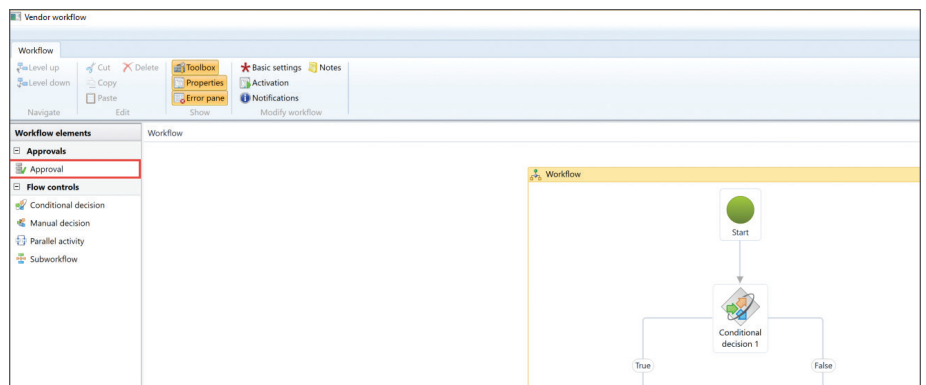 Vendor workflow
Workflow
Level up Cut Delete Toolbox Basic settings Notes
Level down Copy Properties Activation
Paste Error pane Notifications
Navigate Edit Show Modify workflow
Workflow elements Workflow
Approvals
Approval
Workflow
Flow controls
Conditional decision
Manual decision
Parallel activity
Subworkflow
Start
Conditional
decision 1
True False